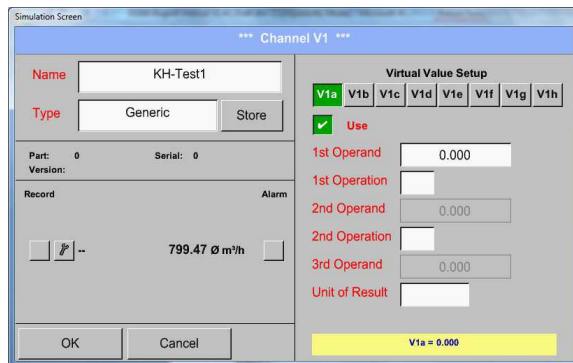 Simulation Screen
*** Channel V1 ***
Name
KH-Test1
Type
Generic
Store
Part: 0 Serial: 0
Version:
Record Alarm
-- 799.47 Ø m³/h
OK
Cancel
Virtual Value Setup
V1a V1b V1c V1d V1e V1f V1g V1h
Use
1st Operand 0.000
1st Operation
2nd Operand 0.000
2nd Operation
3rd Operand 0.000
Unit of Result
V1a = 0.000